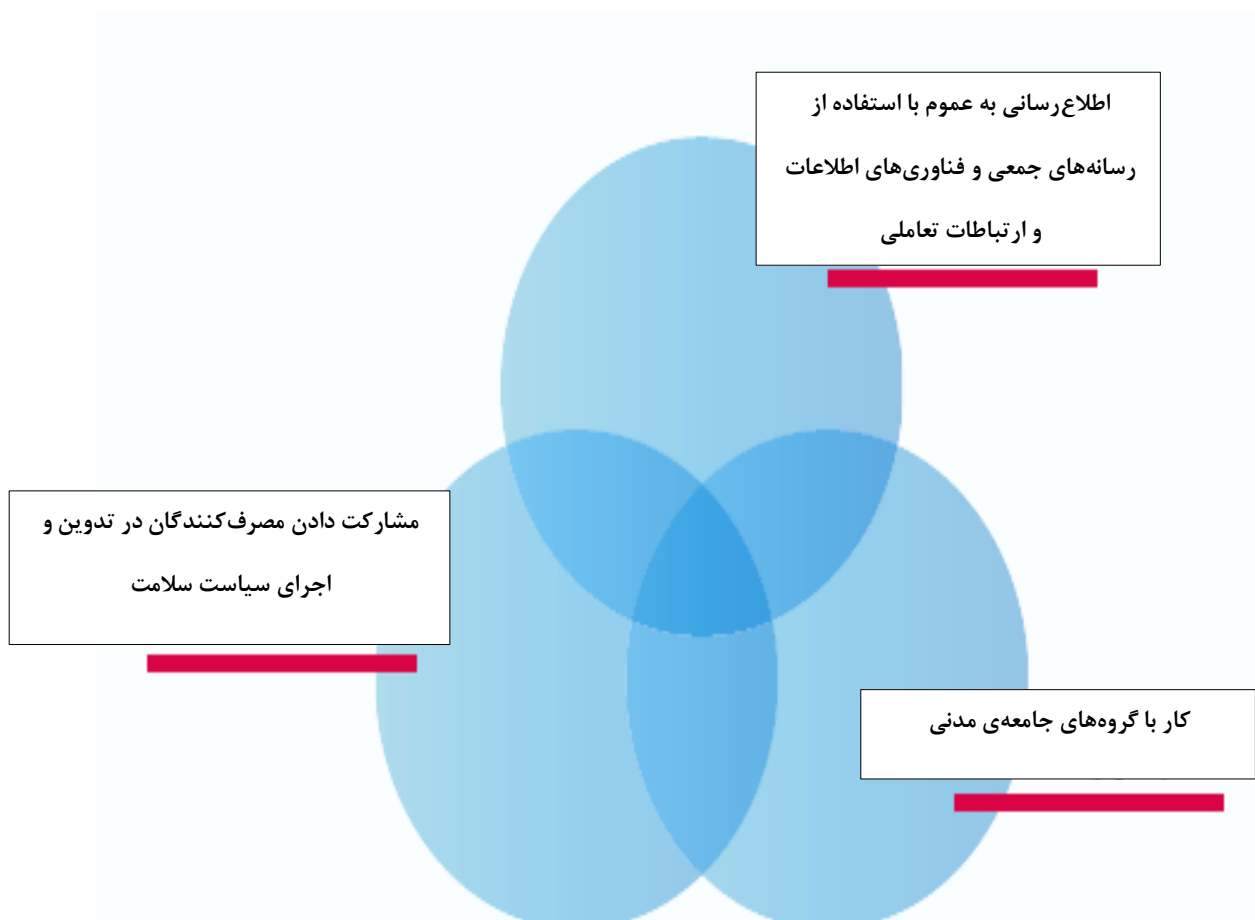 اطلاع‌رسانی به عموم با استفاده از
رسانه‌های جمعی و فناوری‌های اطلاعات
و ارتباطات تعاملی
مشارکت دادن مصرف‌کنندگان در تدوین و
اجرای سیاست سلامت
کار با گروه‌های جامعه‌ی مدنی